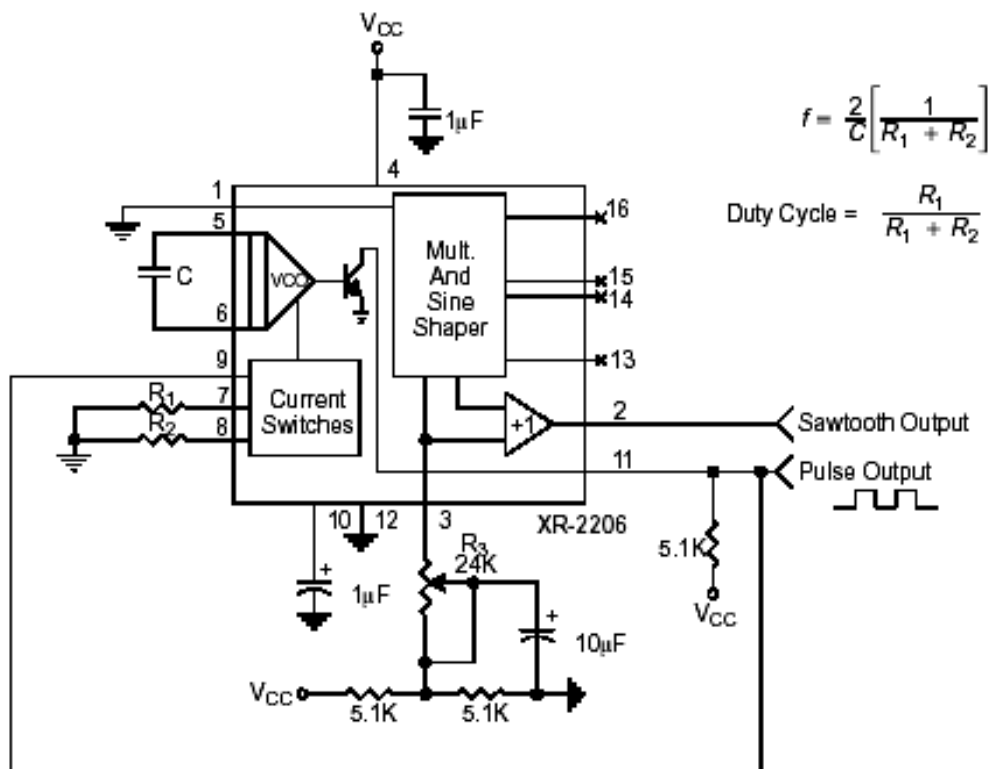 VCC
1µF
f = 2/C [ 1 / (R1 + R2) ]
Duty Cycle = R1 / (R1 + R2)
4
1
16
5
Mult.
And
Sine
Shaper
C
VCO
15
14
6
13
9
R1
7
Current
Switches
R2
8
+1
2
Sawtooth Output
11
Pulse Output
10
12
3
XR-2206
R3
24K
5.1K
+
1µF
+
10µF
VCC
VCC
5.1K
5.1K